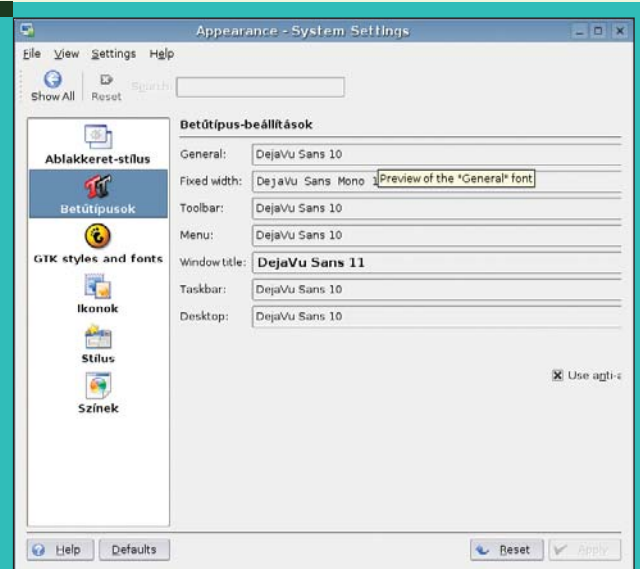 Appearance - System Settings
File View Settings Help
Show All Reset Search:
Betűtípus-beállítások
Ablakkeret-stílus
Betűtípusok
GTK styles and fonts
Ikonok
Stílus
Színek
General: DejaVu Sans 10
Fixed width: DejaVu Sans Mono 1
Preview of the "General" font
Toolbar: DejaVu Sans 10
Menu: DejaVu Sans 10
Window title: DejaVu Sans 11
Taskbar: DejaVu Sans 10
Desktop: DejaVu Sans 10
Use anti-a
Help Defaults Reset Apply